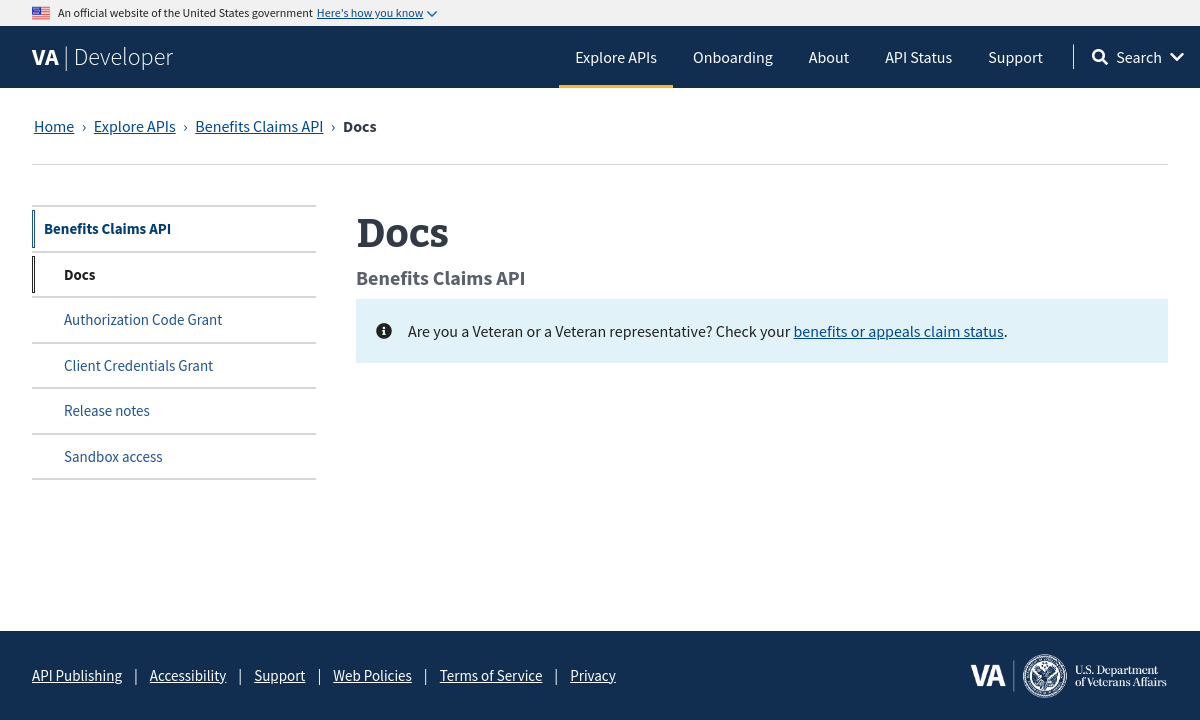 An official website of the United States government Here's how you know
VA | Developer
Explore APIs
Onboarding
About
API Status
Support
Search
Home › Explore APIs › Benefits Claims API › Docs
Benefits Claims API
Docs
Authorization Code Grant
Client Credentials Grant
Release notes
Sandbox access
Docs
Benefits Claims API
Are you a Veteran or a Veteran representative? Check your benefits or appeals claim status.
API Publishing | Accessibility | Support | Web Policies | Terms of Service | Privacy
VA
U.S. Department
of Veterans Affairs